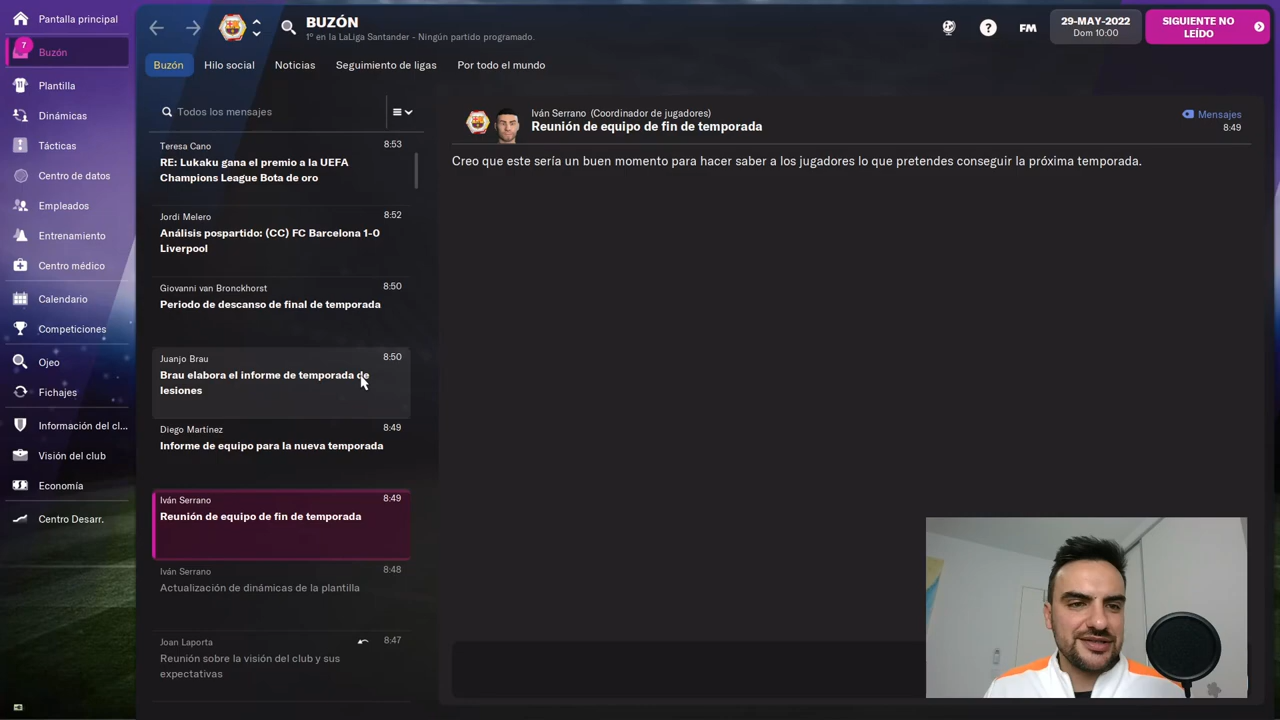 Pantalla principal
7
Buzón
Plantilla
Dinámicas
Tácticas
Centro de datos
Empleados
Entrenamiento
Centro médico
Calendario
Competiciones
Ojeo
Fichajes
Información del cl...
Visión del club
Economía
Centro Desarr.
BUZÓN
1º en la LaLiga Santander - Ningún partido programado.
?
FM
29-MAY-2022
Dom 10:00
SIGUIENTE NO
LEÍDO
Buzón
Hilo social
Noticias
Seguimiento de ligas
Por todo el mundo
Todos los mensajes
Teresa Cano
8:53
RE: Lukaku gana el premio a la UEFA
Champions League Bota de oro
Jordi Melero
8:52
Análisis pospartido: (CC) FC Barcelona 1-0
Liverpool
Giovanni van Bronckhorst
8:50
Periodo de descanso de final de temporada
Juanjo Brau
8:50
Brau elabora el informe de temporada de
lesiones
Diego Martínez
8:49
Informe de equipo para la nueva temporada
Iván Serrano
8:49
Reunión de equipo de fin de temporada
Iván Serrano
8:48
Actualización de dinámicas de la plantilla
Joan Laporta
8:47
Reunión sobre la visión del club y sus
expectativas
Iván Serrano (Coordinador de jugadores)
Reunión de equipo de fin de temporada
Mensajes
8:49
Creo que este sería un buen momento para hacer saber a los jugadores lo que pretendes conseguir la próxima temporada.